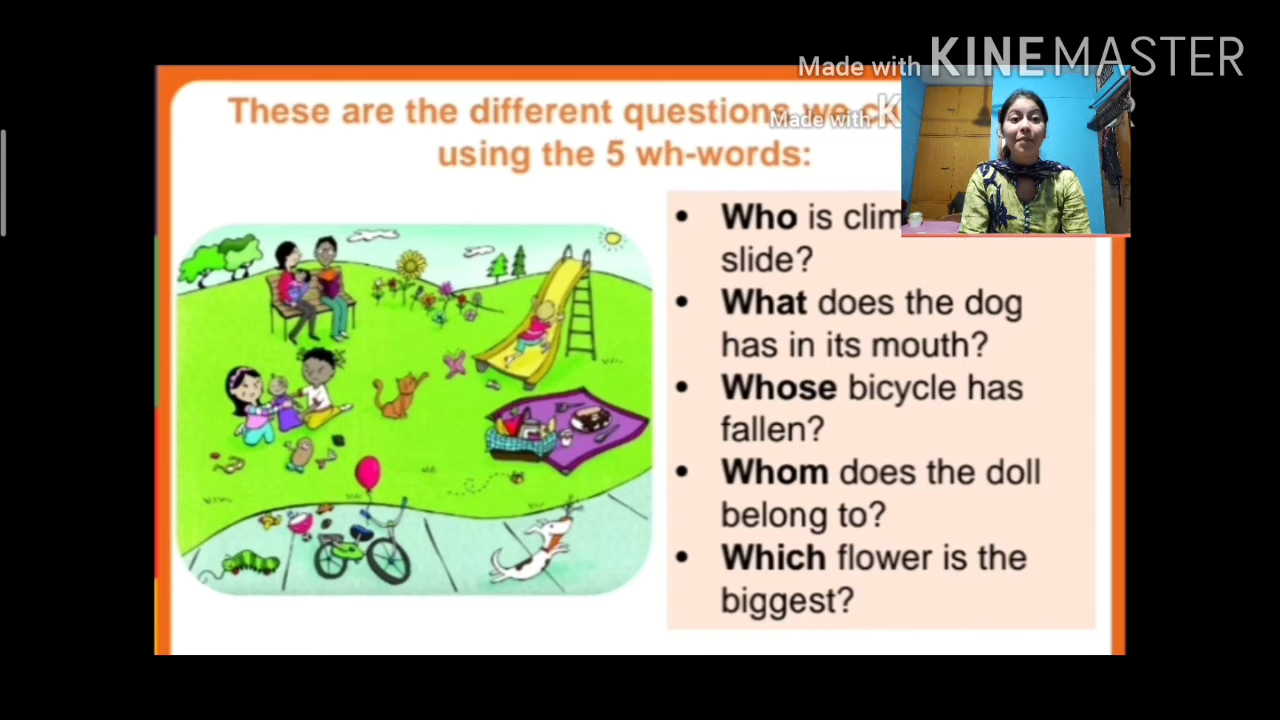 Made with KINEMASTER
These are the different questions we
Made with K
using the 5 wh-words:
• Who is clim
slide?
• What does the dog
has in its mouth?
• Whose bicycle has
fallen?
• Whom does the doll
belong to?
• Which flower is the
biggest?